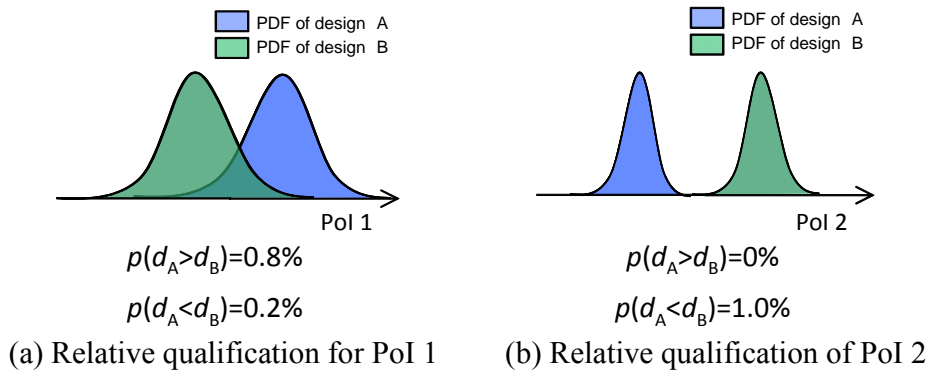 PDF of design A
PDF of design B
PoI 1
p(dA>dB)=0.8%
p(dA<dB)=0.2%
(a) Relative qualification for PoI 1
PDF of design A
PDF of design B
PoI 2
p(dA>dB)=0%
p(dA<dB)=1.0%
(b) Relative qualification of PoI 2